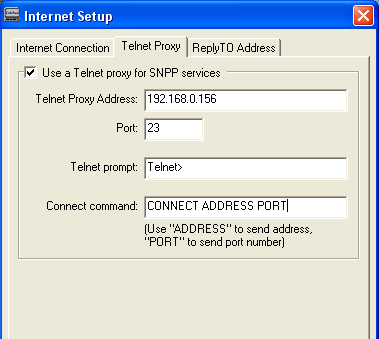 Internet Setup
Internet Connection
Telnet Proxy
ReplyTO Address
Use a Telnet proxy for SNPP services
Telnet Proxy Address: 192.168.0.156
Port: 23
Telnet prompt: Telnet>
Connect command: CONNECT ADDRESS PORT
(Use "ADDRESS" to send address,
"PORT" to send port number)